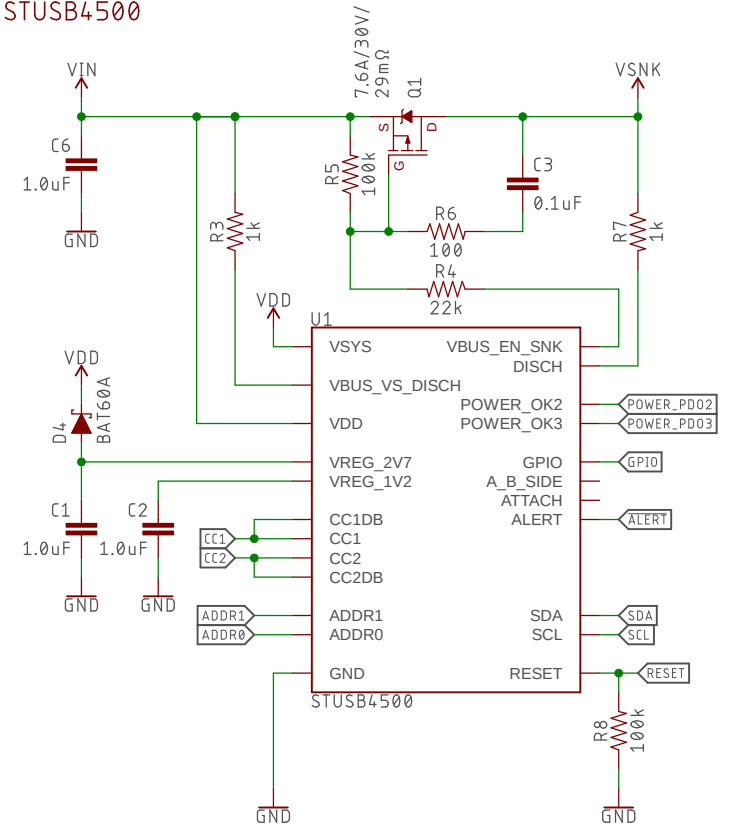 STUSB4500
VIN
7.6A/30V/
29mΩ
Q1
VSNK
S
D
G
C6
1.0uF
GND
R3
1k
R5
100k
C3
0.1uF
R6
100
R4
22k
R7
1k
VDD
U1
VSYS
VBUS_EN_SNK
DISCH
VDD
VBUS_VS_DISCH
D4
BAT60A
VDD
POWER_OK2
POWER_PDO2
POWER_OK3
POWER_PDO3
VREG_2V7
GPIO
GPIO
VREG_1V2
A_B_SIDE
ATTACH
C1
1.0uF
GND
C2
1.0uF
GND
CC1DB
ALERT
ALERT
CC1
CC1
CC2
CC2
CC2DB
ADDR1
ADDR1
SDA
SDA
ADDR0
ADDR0
SCL
SCL
GND
RESET
RESET
STUSB4500
R8
100k
GND
GND